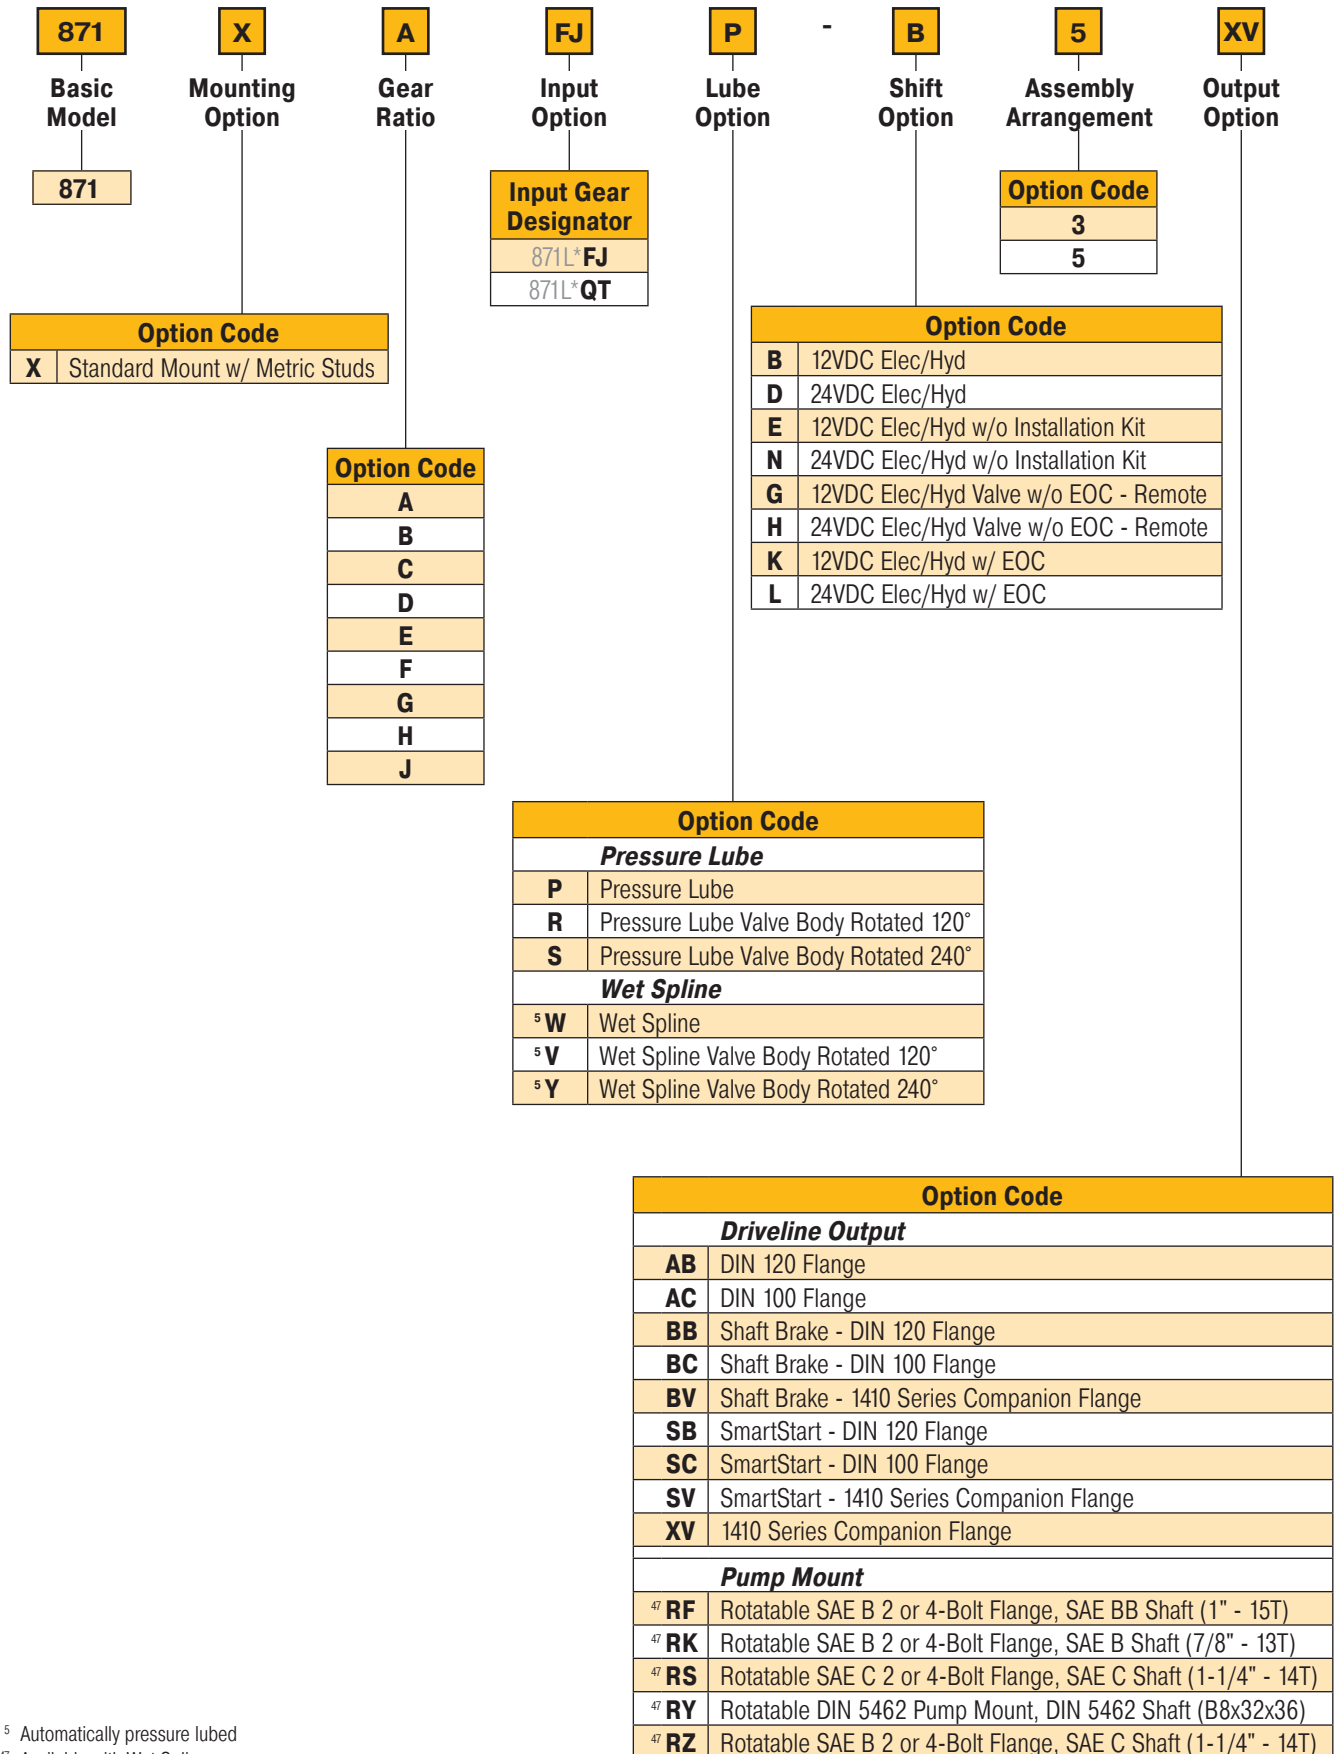 871 X A FJ P - B 5 XV
Basic Model
Mounting Option
Gear Ratio
Input Option
Lube Option
Shift Option
Assembly Arrangement
Output Option
871
Input Gear Designator
871L*FJ
871L*QT
Option Code
3
5
Option Code
X Standard Mount w/ Metric Studs
Option Code
B 12VDC Elec/Hyd
D 24VDC Elec/Hyd
E 12VDC Elec/Hyd w/o Installation Kit
N 24VDC Elec/Hyd w/o Installation Kit
G 12VDC Elec/Hyd Valve w/o EOC - Remote
H 24VDC Elec/Hyd Valve w/o EOC - Remote
K 12VDC Elec/Hyd w/ EOC
L 24VDC Elec/Hyd w/ EOC
Option Code
A
B
C
D
E
F
G
H
J
Option Code
Pressure Lube
P Pressure Lube
R Pressure Lube Valve Body Rotated 120°
S Pressure Lube Valve Body Rotated 240°
Wet Spline
5 W Wet Spline
5 V Wet Spline Valve Body Rotated 120°
5 Y Wet Spline Valve Body Rotated 240°
Option Code
Driveline Output
AB DIN 120 Flange
AC DIN 100 Flange
BB Shaft Brake - DIN 120 Flange
BC Shaft Brake - DIN 100 Flange
BV Shaft Brake - 1410 Series Companion Flange
SB SmartStart - DIN 120 Flange
SC SmartStart - DIN 100 Flange
SV SmartStart - 1410 Series Companion Flange
XV 1410 Series Companion Flange
Pump Mount
47 RF Rotatable SAE B 2 or 4-Bolt Flange, SAE BB Shaft (1" - 15T)
47 RK Rotatable SAE B 2 or 4-Bolt Flange, SAE B Shaft (7/8" - 13T)
47 RS Rotatable SAE C 2 or 4-Bolt Flange, SAE C Shaft (1-1/4" - 14T)
47 RY Rotatable DIN 5462 Pump Mount, DIN 5462 Shaft (B8x32x36)
47 RZ Rotatable SAE B 2 or 4-Bolt Flange, SAE C Shaft (1-1/4" - 14T)
5 Automatically pressure lubed